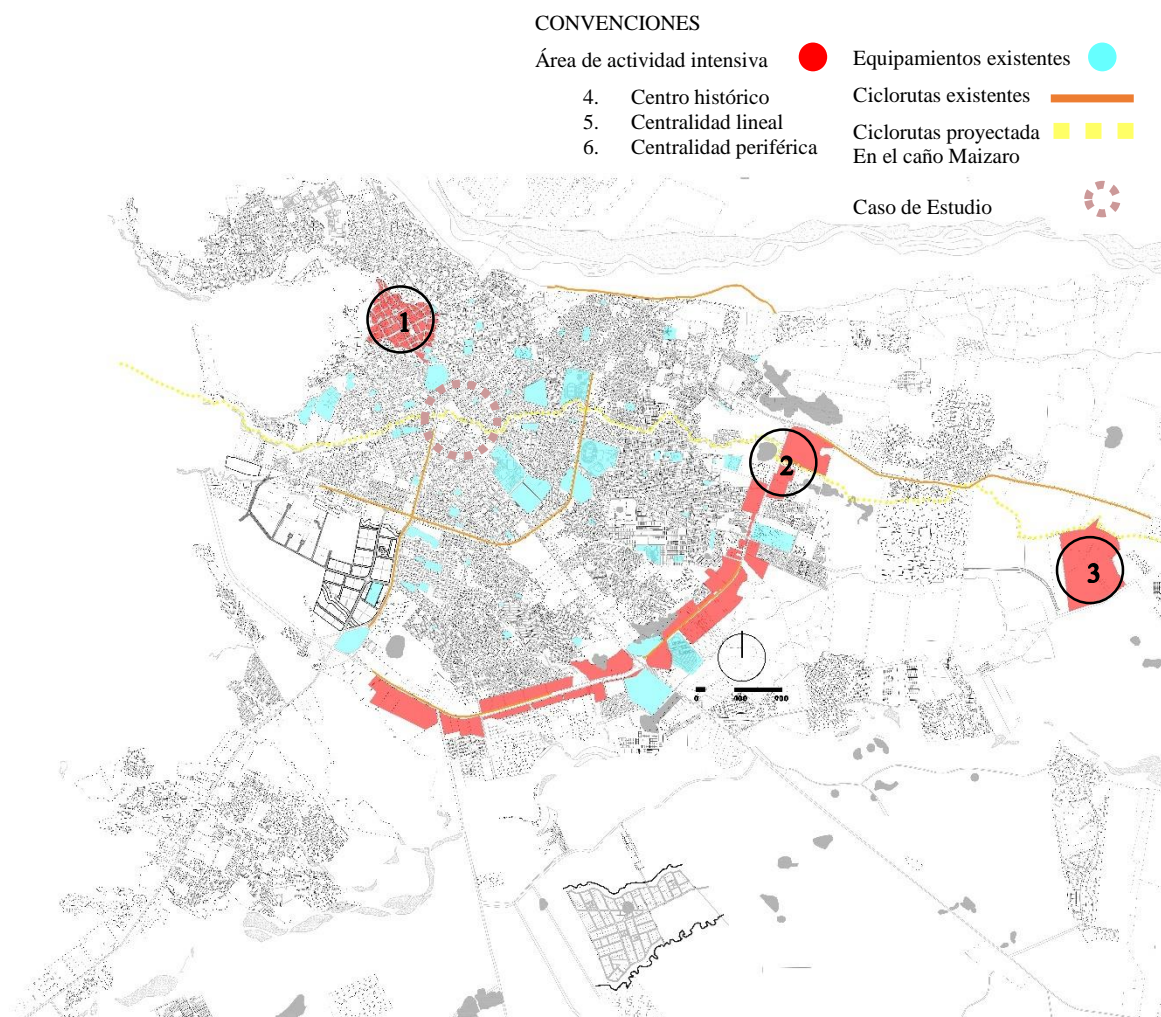 CONVENCIONES
Área de actividad intensiva
4. Centro histórico
5. Centralidad lineal
6. Centralidad periférica
Equipamientos existentes
Ciclorutas existentes
Ciclorutas proyectada
En el caño Maizaro
Caso de Estudio
1
2
3